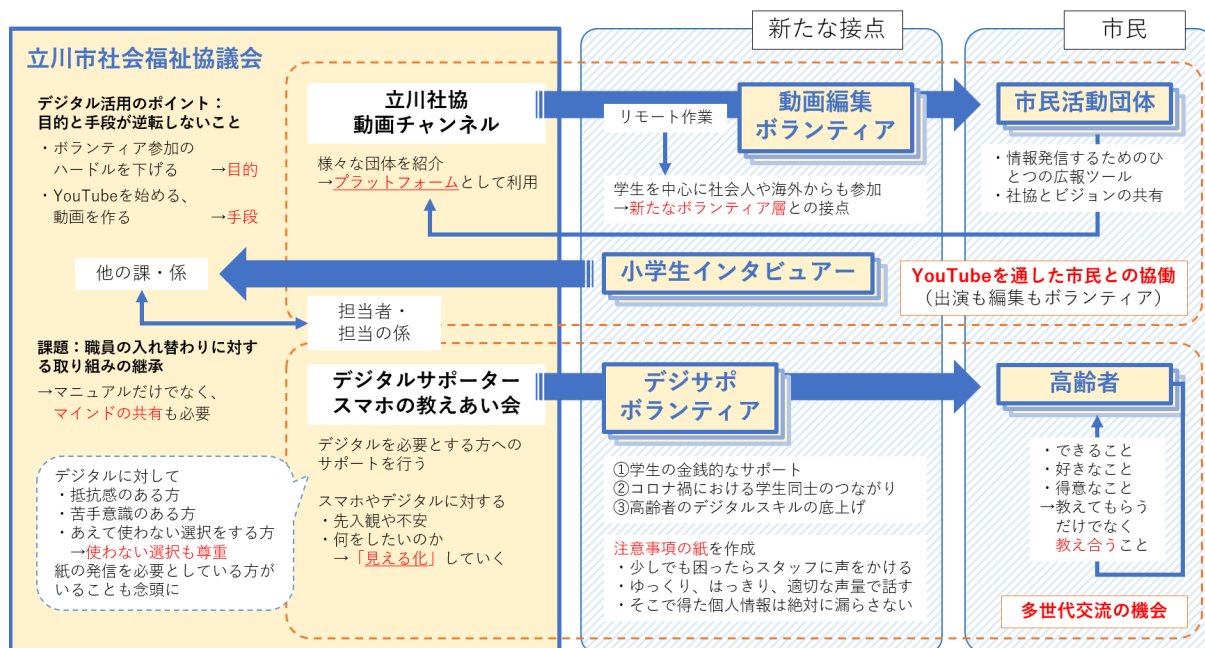 新たな接点
市民
立川市社会福祉協議会
デジタル活用のポイント：
目的と手段が逆転しないこと
・ボランティア参加の
ハードルを下げる　→目的
・YouTubeを始める、
動画を作る　→手段
他の課・係
担当者・
担当の係
課題：職員の入れ替わりに対す
る取り組みの継承
→マニュアルだけでなく、
マインドの共有も必要
デジタルに対して
・抵抗感のある方
・苦手意識のある方
・あえて使わない選択をする方
→使わない選択も尊重
紙の発信を必要としている方が
いることも念頭に
立川社協
動画チャンネル
様々な団体を紹介
→プラットフォームとして利用
リモート作業
動画編集
ボランティア
学生を中心に社会人や海外からも参加
→新たなボランティア層との接点
市民活動団体
・情報発信するためのひ
とつの広報ツール
・社協とビジョンの共有
小学生インタビュアー
YouTubeを通した市民との協働
（出演も編集もボランティア）
デジタルサポーター
スマホの教えあい会
デジタルを必要とする方への
サポートを行う
スマホやデジタルに対する
・先入観や不安
・何をしたいのか
→「見える化」していく
デジサポ
ボランティア
①学生の金銭的なサポート
②コロナ禍における学生同士のつながり
③高齢者のデジタルスキルの底上げ
注意事項の紙を作成
・少しでも困ったらスタッフに声をかける
・ゆっくり、はっきり、適切な声量で話す
・そこで得た個人情報は絶対に漏らさない
高齢者
・できること
・好きなこと
・得意なこと
→教えてもらう
だけでなく
教え合うこと
多世代交流の機会